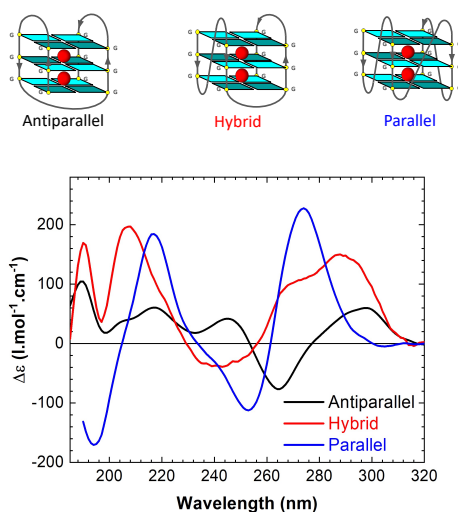 G G G G G G
G G G G G G
G G G G G G
Antiparallel
Hybrid
Parallel
Δε (l.mol⁻¹.cm⁻¹)
200
100
0
-100
-200
Antiparallel
Hybrid
Parallel
200 220 240 260 280 300 320
Wavelength (nm)